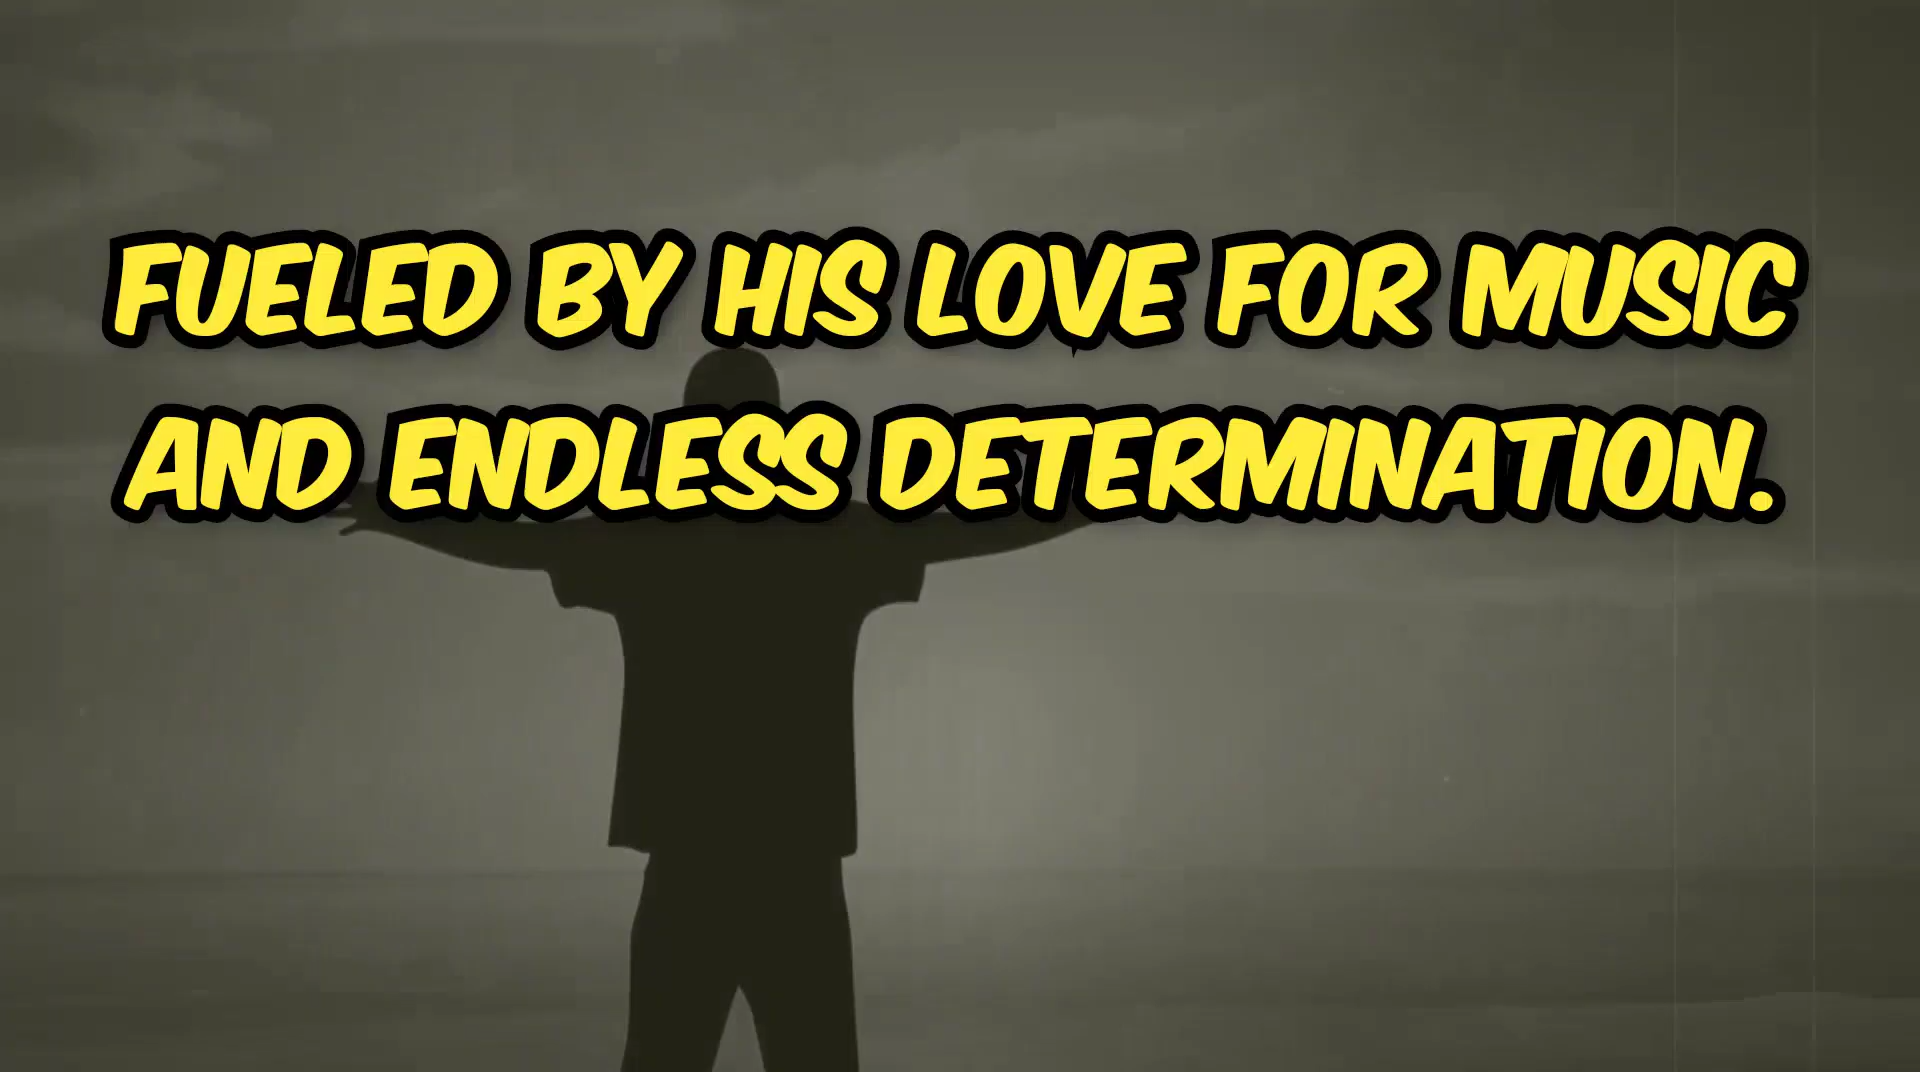 FUELED BY HIS LOVE FOR MUSIC
AND ENDLESS DETERMINATION.